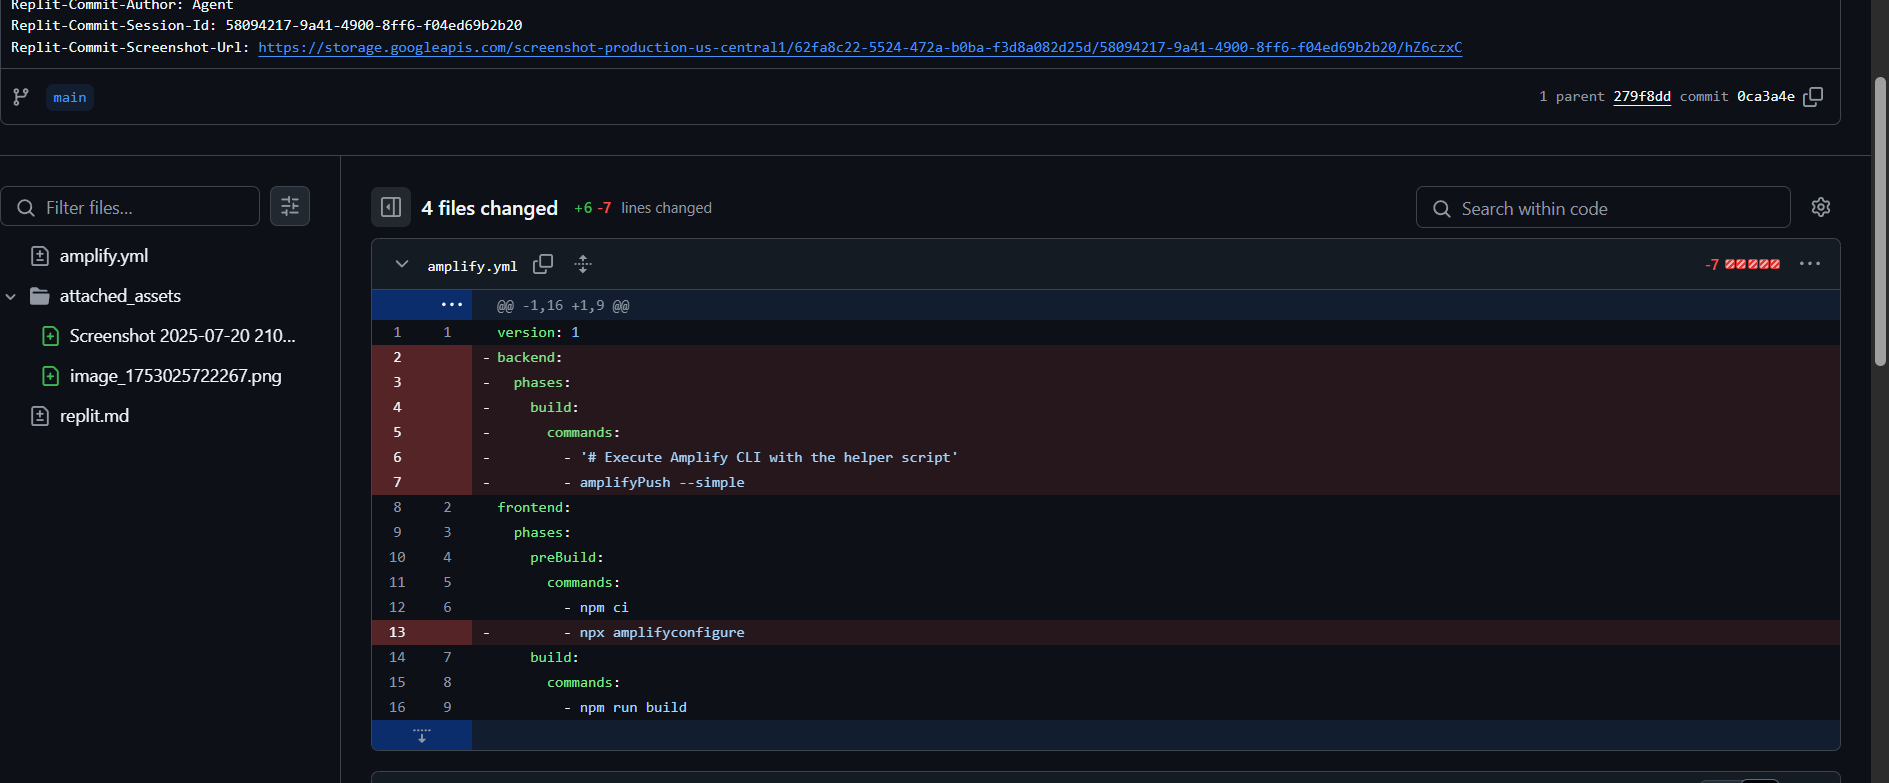 Replit-Commit-Author: Agent
Replit-Commit-Session-Id: 58094217-9a41-4900-8ff6-f04ed69b2b20
Replit-Commit-Screenshot-Url: https://storage.googleapis.com/screenshot-production-us-central1/62fa8c22-5524-472a-b0ba-f3d8a082d25d/58094217-9a41-4900-8ff6-f04ed69b2b20/hZ6czxC
main
1 parent 279f8dd commit 0ca3a4e
Filter files...
4 files changed +6 -7 lines changed
Search within code
amplify.yml
attached_assets
Screenshot 2025-07-20 210...
image_1753025722267.png
replit.md
amplify.yml
-7
@@ -1,16 +1,9 @@
1 1 version: 1
2 - backend:
3 - phases:
4 - build:
5 - commands:
6 - - '# Execute Amplify CLI with the helper script'
7 - - amplifyPush --simple
8 2 frontend:
9 3 phases:
10 4 preBuild:
11 5 commands:
12 6 - npm ci
13 - - npx amplifyconfigure
14 7 build:
15 8 commands:
16 9 - npm run build